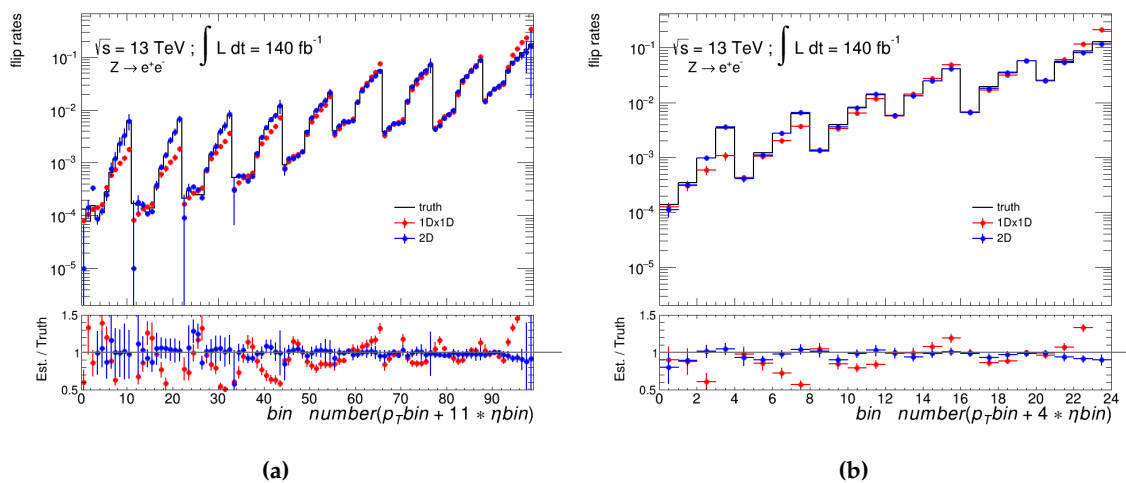 flip rates
√s = 13 TeV ; ∫ L dt = 140 fb⁻¹
Z → e⁺e⁻
10⁻¹
10⁻²
10⁻³
10⁻⁴
10⁻⁵
truth
1Dx1D
2D
Est. / Truth
1.5
1
0.5
0 10 20 30 40 50 60 70 80 90
bin number(p_T bin + 11 * ηbin)
(a)
flip rates
√s = 13 TeV ; ∫ L dt = 140 fb⁻¹
Z → e⁺e⁻
10⁻¹
10⁻²
10⁻³
10⁻⁴
10⁻⁵
truth
1Dx1D
2D
Est. / Truth
1.5
1
0.5
0 2 4 6 8 10 12 14 16 18 20 22 24
bin number(p_T bin + 4 * ηbin)
(b)